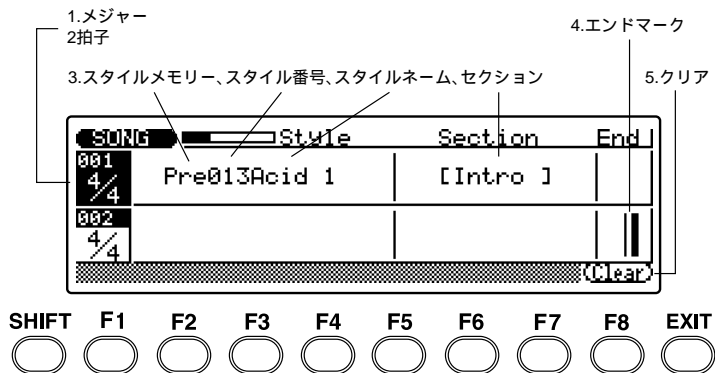 1.メジャー
2拍子
4.エンドマーク
3.スタイルメモリー、スタイル番号、スタイルネーム、セクション
5.クリア
SONG Style Section End
001
4/4 Pre013Acid 1 [Intro ]
002
4/4
(Clear)
SHIFT F1 F2 F3 F4 F5 F6 F7 F8 EXIT